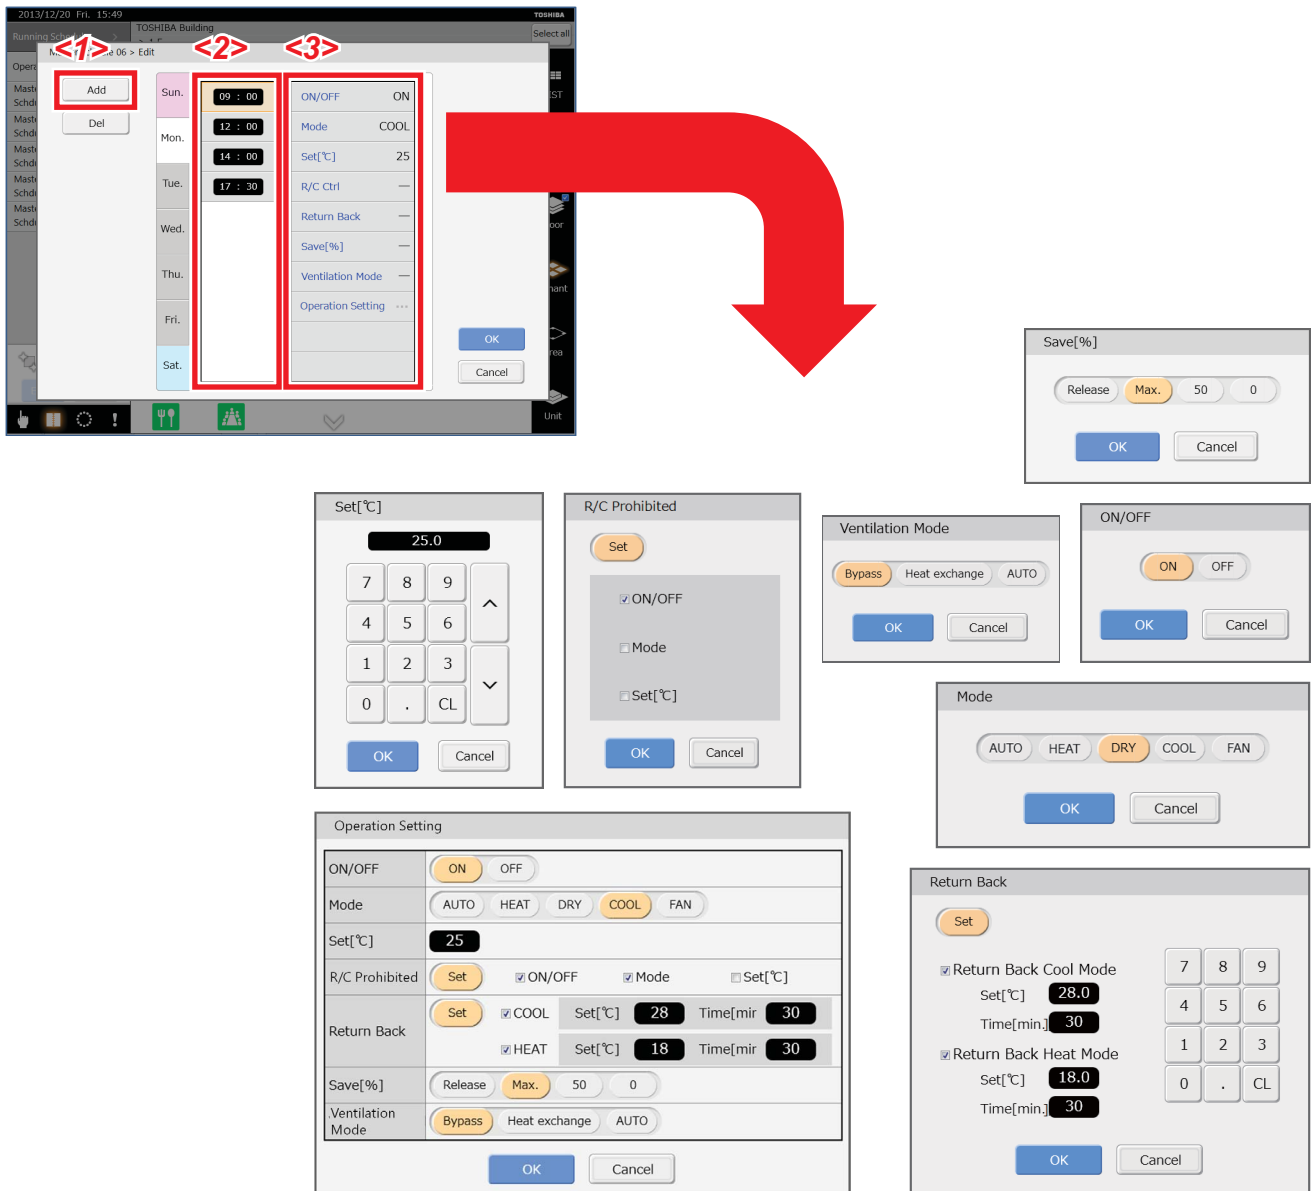 2013/12/20 Fri. 15:49
TOSHIBA
TOSHIBA Building
Select all
<1> <2> <3>
06 > Edit
Add
Del
Sun.
Mon.
Tue.
Wed.
Thu.
Fri.
Sat.
09 : 00
12 : 00
14 : 00
17 : 30
ON/OFF ON
Mode COOL
Set[℃] 25
R/C Ctrl —
Return Back —
Save[%] —
Ventilation Mode —
Operation Setting ...
OK
Cancel
Unit
Save[%]
Release Max. 50 0
OK Cancel
Set[℃]
25.0
7 8 9
4 5 6
1 2 3
0 . CL
OK Cancel
R/C Prohibited
Set
ON/OFF
Mode
Set[℃]
OK Cancel
Ventilation Mode
Bypass Heat exchange AUTO
OK Cancel
ON/OFF
ON OFF
OK Cancel
Mode
AUTO HEAT DRY COOL FAN
OK Cancel
Operation Setting
ON/OFF ON OFF
Mode AUTO HEAT DRY COOL FAN
Set[℃] 25
R/C Prohibited Set ON/OFF Mode Set[℃]
Return Back Set COOL Set[℃] 28 Time[mir 30
HEAT Set[℃] 18 Time[mir 30
Save[%] Release Max. 50 0
Ventilation
Mode
Bypass Heat exchange AUTO
OK Cancel
Return Back
Set
Return Back Cool Mode
Set[℃] 28.0
Time[min.] 30
Return Back Heat Mode
Set[℃] 18.0
Time[min.] 30
7 8 9
4 5 6
1 2 3
0 . CL
OK Cancel